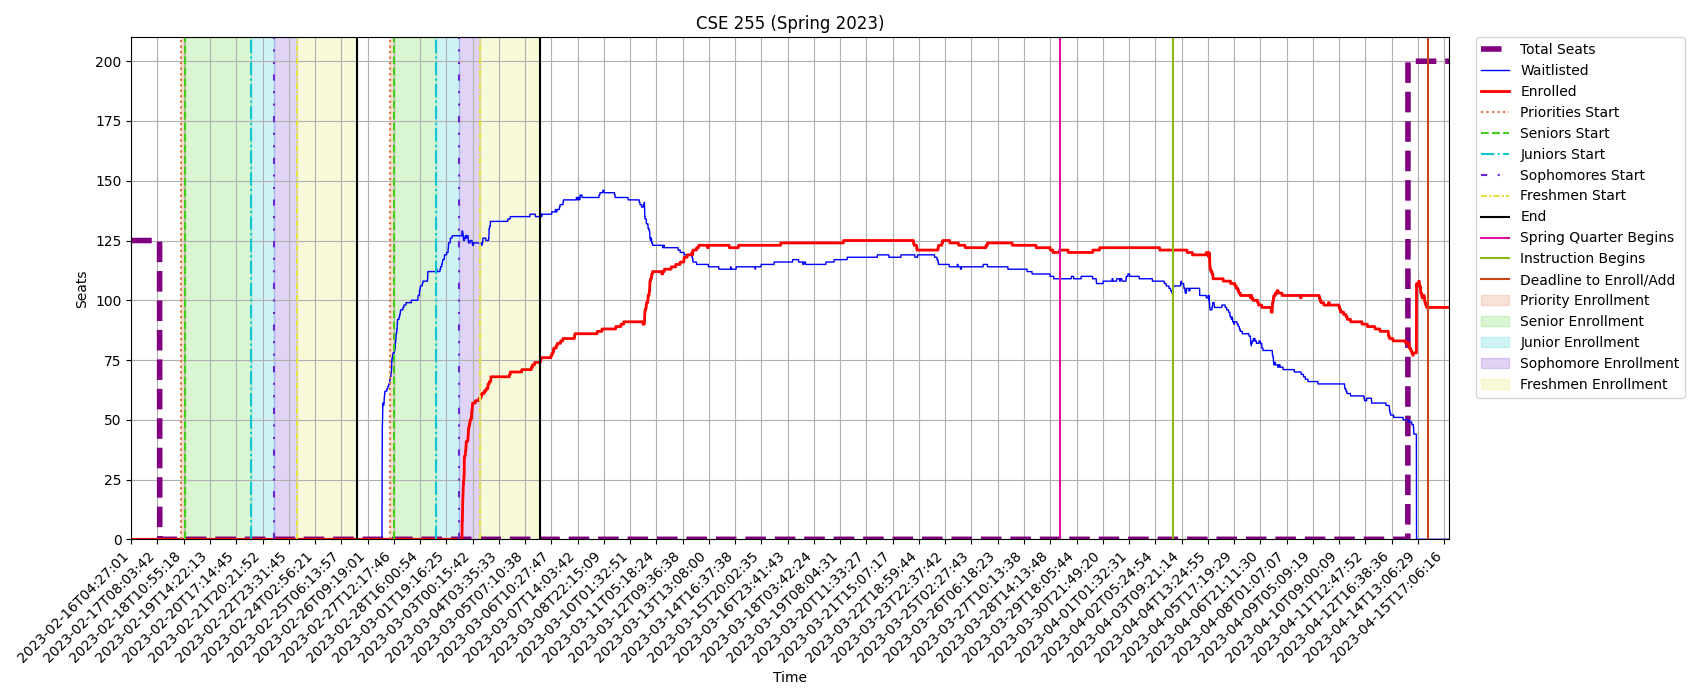 CSE 255 (Spring 2023)
Seats
200
175
150
125
100
75
50
25
0
Total Seats
Waitlisted
Enrolled
Priorities Start
Seniors Start
Juniors Start
Sophomores Start
Freshmen Start
End
Spring Quarter Begins
Instruction Begins
Deadline to Enroll/Add
Priority Enrollment
Senior Enrollment
Junior Enrollment
Sophomore Enrollment
Freshmen Enrollment
2023-02-16T04:27:01
2023-02-17T08:03:42
2023-02-18T10:55:18
2023-02-19T14:22:13
2023-02-20T17:14:45
2023-02-21T20:21:52
2023-02-22T23:31:45
2023-02-24T02:56:21
2023-02-25T06:13:57
2023-02-26T09:19:01
2023-02-27T12:17:46
2023-02-28T16:00:54
2023-03-01T19:16:25
2023-03-03T00:15:42
2023-03-04T03:35:33
2023-03-05T07:10:38
2023-03-06T10:27:47
2023-03-07T14:03:42
2023-03-08T22:15:09
2023-03-10T01:32:51
2023-03-11T05:18:24
2023-03-12T09:36:38
2023-03-13T13:08:00
2023-03-14T16:37:38
2023-03-15T20:02:35
2023-03-16T23:41:43
2023-03-18T03:42:24
2023-03-19T08:04:31
2023-03-20T11:33:27
2023-03-21T15:07:17
2023-03-22T18:59:44
2023-03-23T22:37:42
2023-03-25T02:27:43
2023-03-26T06:18:23
2023-03-27T10:13:38
2023-03-28T14:13:48
2023-03-29T18:05:44
2023-03-30T21:49:20
2023-04-01T01:32:31
2023-04-02T05:24:54
2023-04-03T09:21:14
2023-04-04T13:24:55
2023-04-05T17:19:29
2023-04-06T21:11:30
2023-04-08T01:07:07
2023-04-09T05:09:19
2023-04-10T09:00:09
2023-04-11T12:47:52
2023-04-12T16:38:36
2023-04-14T13:06:29
2023-04-15T17:06:16
Time